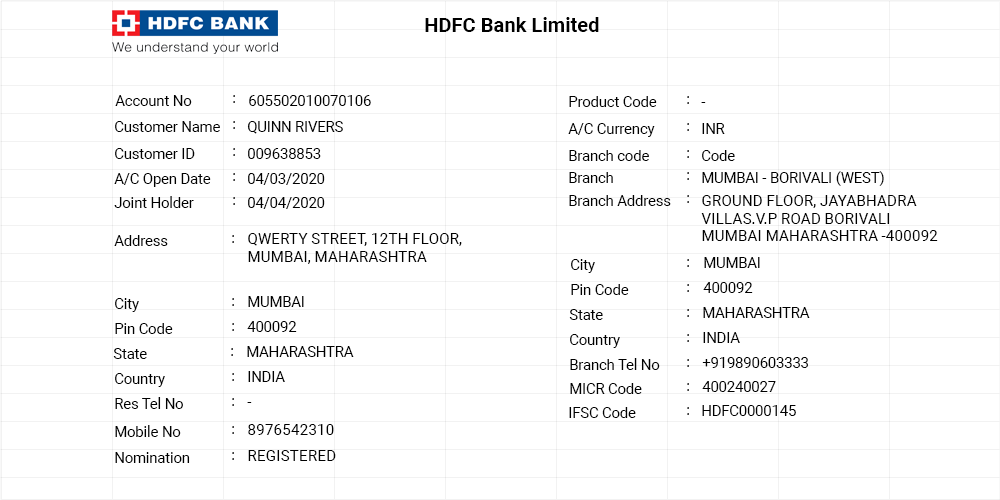 HDFC BANK
We understand your world
HDFC Bank Limited
Account No : 605502010070106
Customer Name : QUINN RIVERS
Customer ID : 009638853
A/C Open Date : 04/03/2020
Joint Holder : 04/04/2020
Address : QWERTY STREET, 12TH FLOOR,
MUMBAI, MAHARASHTRA
City : MUMBAI
Pin Code : 400092
State : MAHARASHTRA
Country : INDIA
Res Tel No : -
Mobile No : 8976542310
Nomination : REGISTERED
Product Code : -
A/C Currency : INR
Branch code : Code
Branch : MUMBAI - BORIVALI (WEST)
Branch Address : GROUND FLOOR, JAYABHADRA
VILLAS.V.P ROAD BORIVALI
MUMBAI MAHARASHTRA -400092
City : MUMBAI
Pin Code : 400092
State : MAHARASHTRA
Country : INDIA
Branch Tel No : +919890603333
MICR Code : 400240027
IFSC Code : HDFC0000145